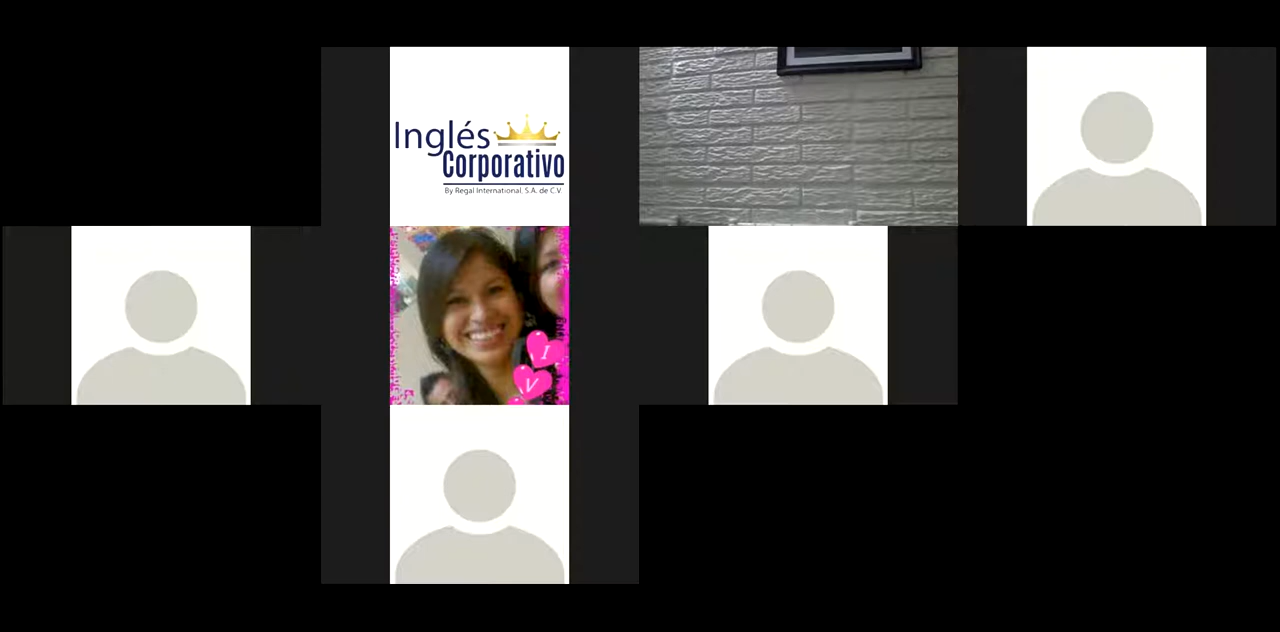 Inglés
Corporativo
By Regal International, S.A. de C.V
I
V